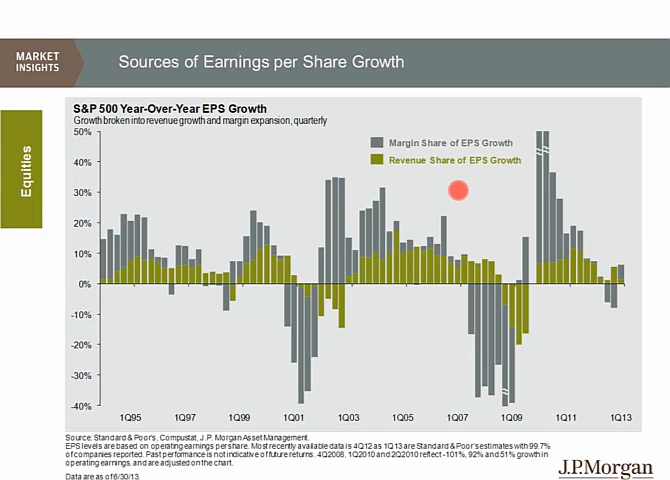 MARKET
INSIGHTS
Sources of Earnings per Share Growth
Equities
S&P 500 Year-Over-Year EPS Growth
Growth broken into revenue growth and margin expansion, quarterly
50%
40%
30%
20%
10%
0%
-10%
-20%
-30%
-40%
Margin Share of EPS Growth
Revenue Share of EPS Growth
1Q95 1Q97 1Q99 1Q01 1Q03 1Q05 1Q07 1Q09 1Q11 1Q13
Source: Standard & Poor's, Compustat, J.P. Morgan Asset Management.
EPS levels are based on operating earnings per share. Most recently available data is 4Q12 as 1Q13 are Standard & Poor's estimates with 99.7%
of companies reported. Past performance is not indicative of future returns. 4Q2008, 1Q2010 and 2Q2010 reflect -101%, 92% and 51% growth in
operating earnings, and are adjusted on the chart.
Data are as of 6/30/13.
J.P.Morgan